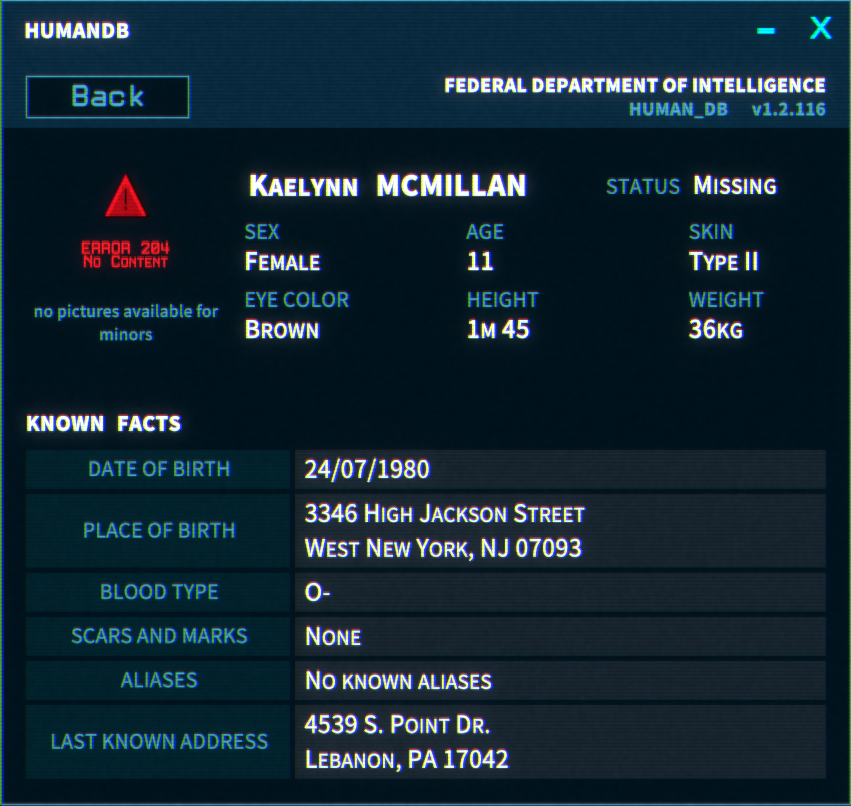 HUMANDB
Back
FEDERAL DEPARTMENT OF INTELLIGENCE
HUMAN_DB v1.2.116
ERROR 204
No Content
no pictures available for
minors
Kaelynn MCMILLAN
STATUS Missing
SEX
Female
AGE
11
SKIN
Type II
EYE COLOR
Brown
HEIGHT
1m 45
WEIGHT
36kg
KNOWN FACTS
DATE OF BIRTH
24/07/1980
PLACE OF BIRTH
3346 High Jackson Street
West New York, NJ 07093
BLOOD TYPE
O-
SCARS AND MARKS
None
ALIASES
No known aliases
LAST KNOWN ADDRESS
4539 S. Point Dr.
Lebanon, PA 17042